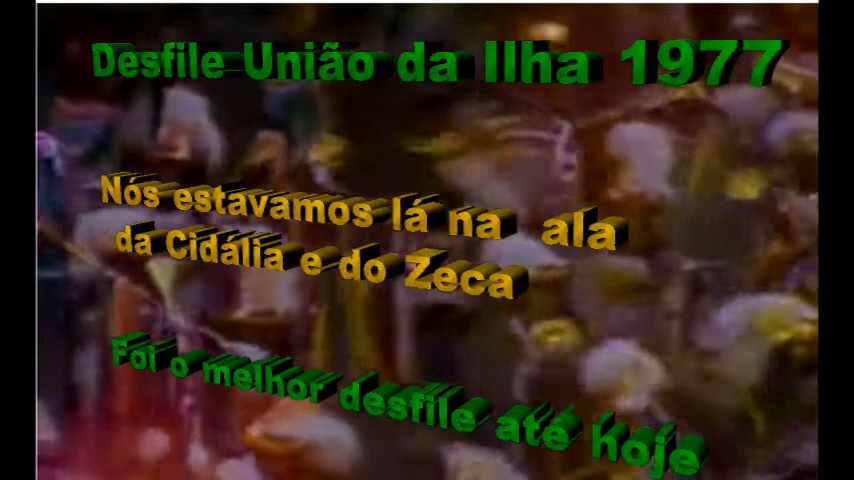 Desfile União da Ilha 1977
Nós estavamos lá na ala
da Cidália e do Zeca
Foi o melhor desfile até hoje